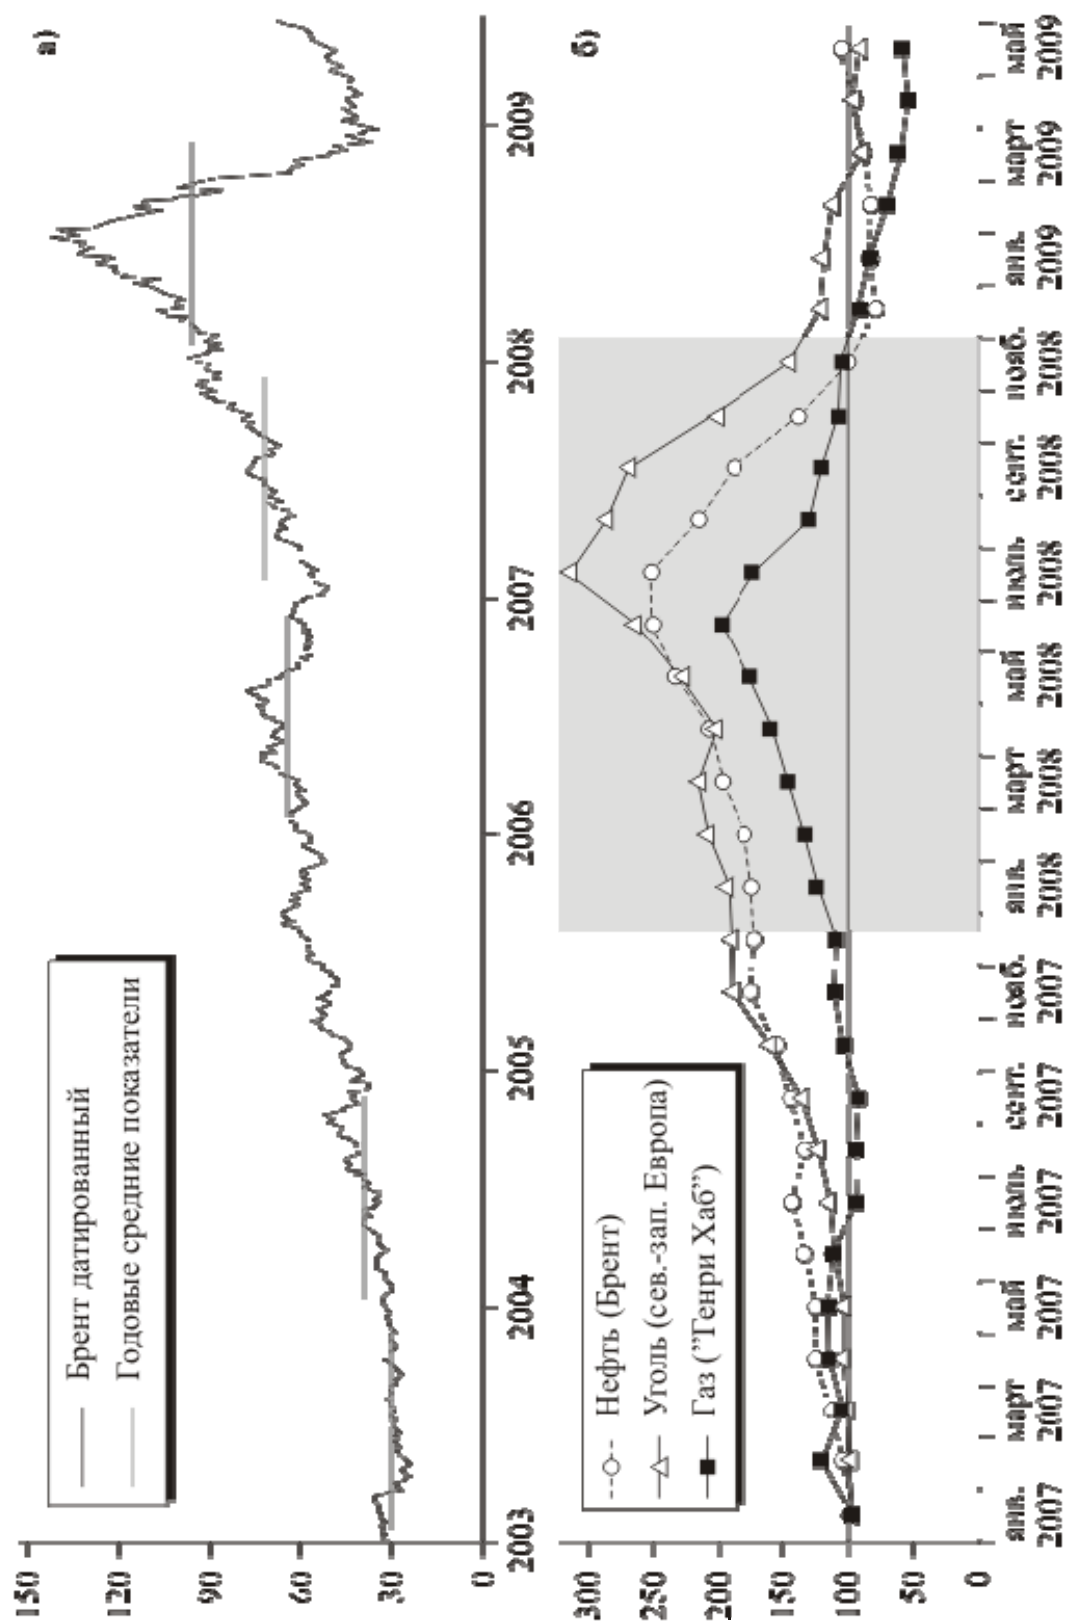 а)
150
120
90
60
30
0
Брент датированный
Годовые средние показатели
2003 2004 2005 2006 2007 2008 2009
б)
300
250
200
150
100
50
0
Нефть (Брент)
Уголь (сев.-зап. Европа)
Газ ("Генри Хаб")
янв. март май июль сент. нояб. янв. март май июль сент. нояб. янв. март май
2007 2007 2007 2007 2007 2007 2008 2008 2008 2008 2008 2008 2009 2009 2009